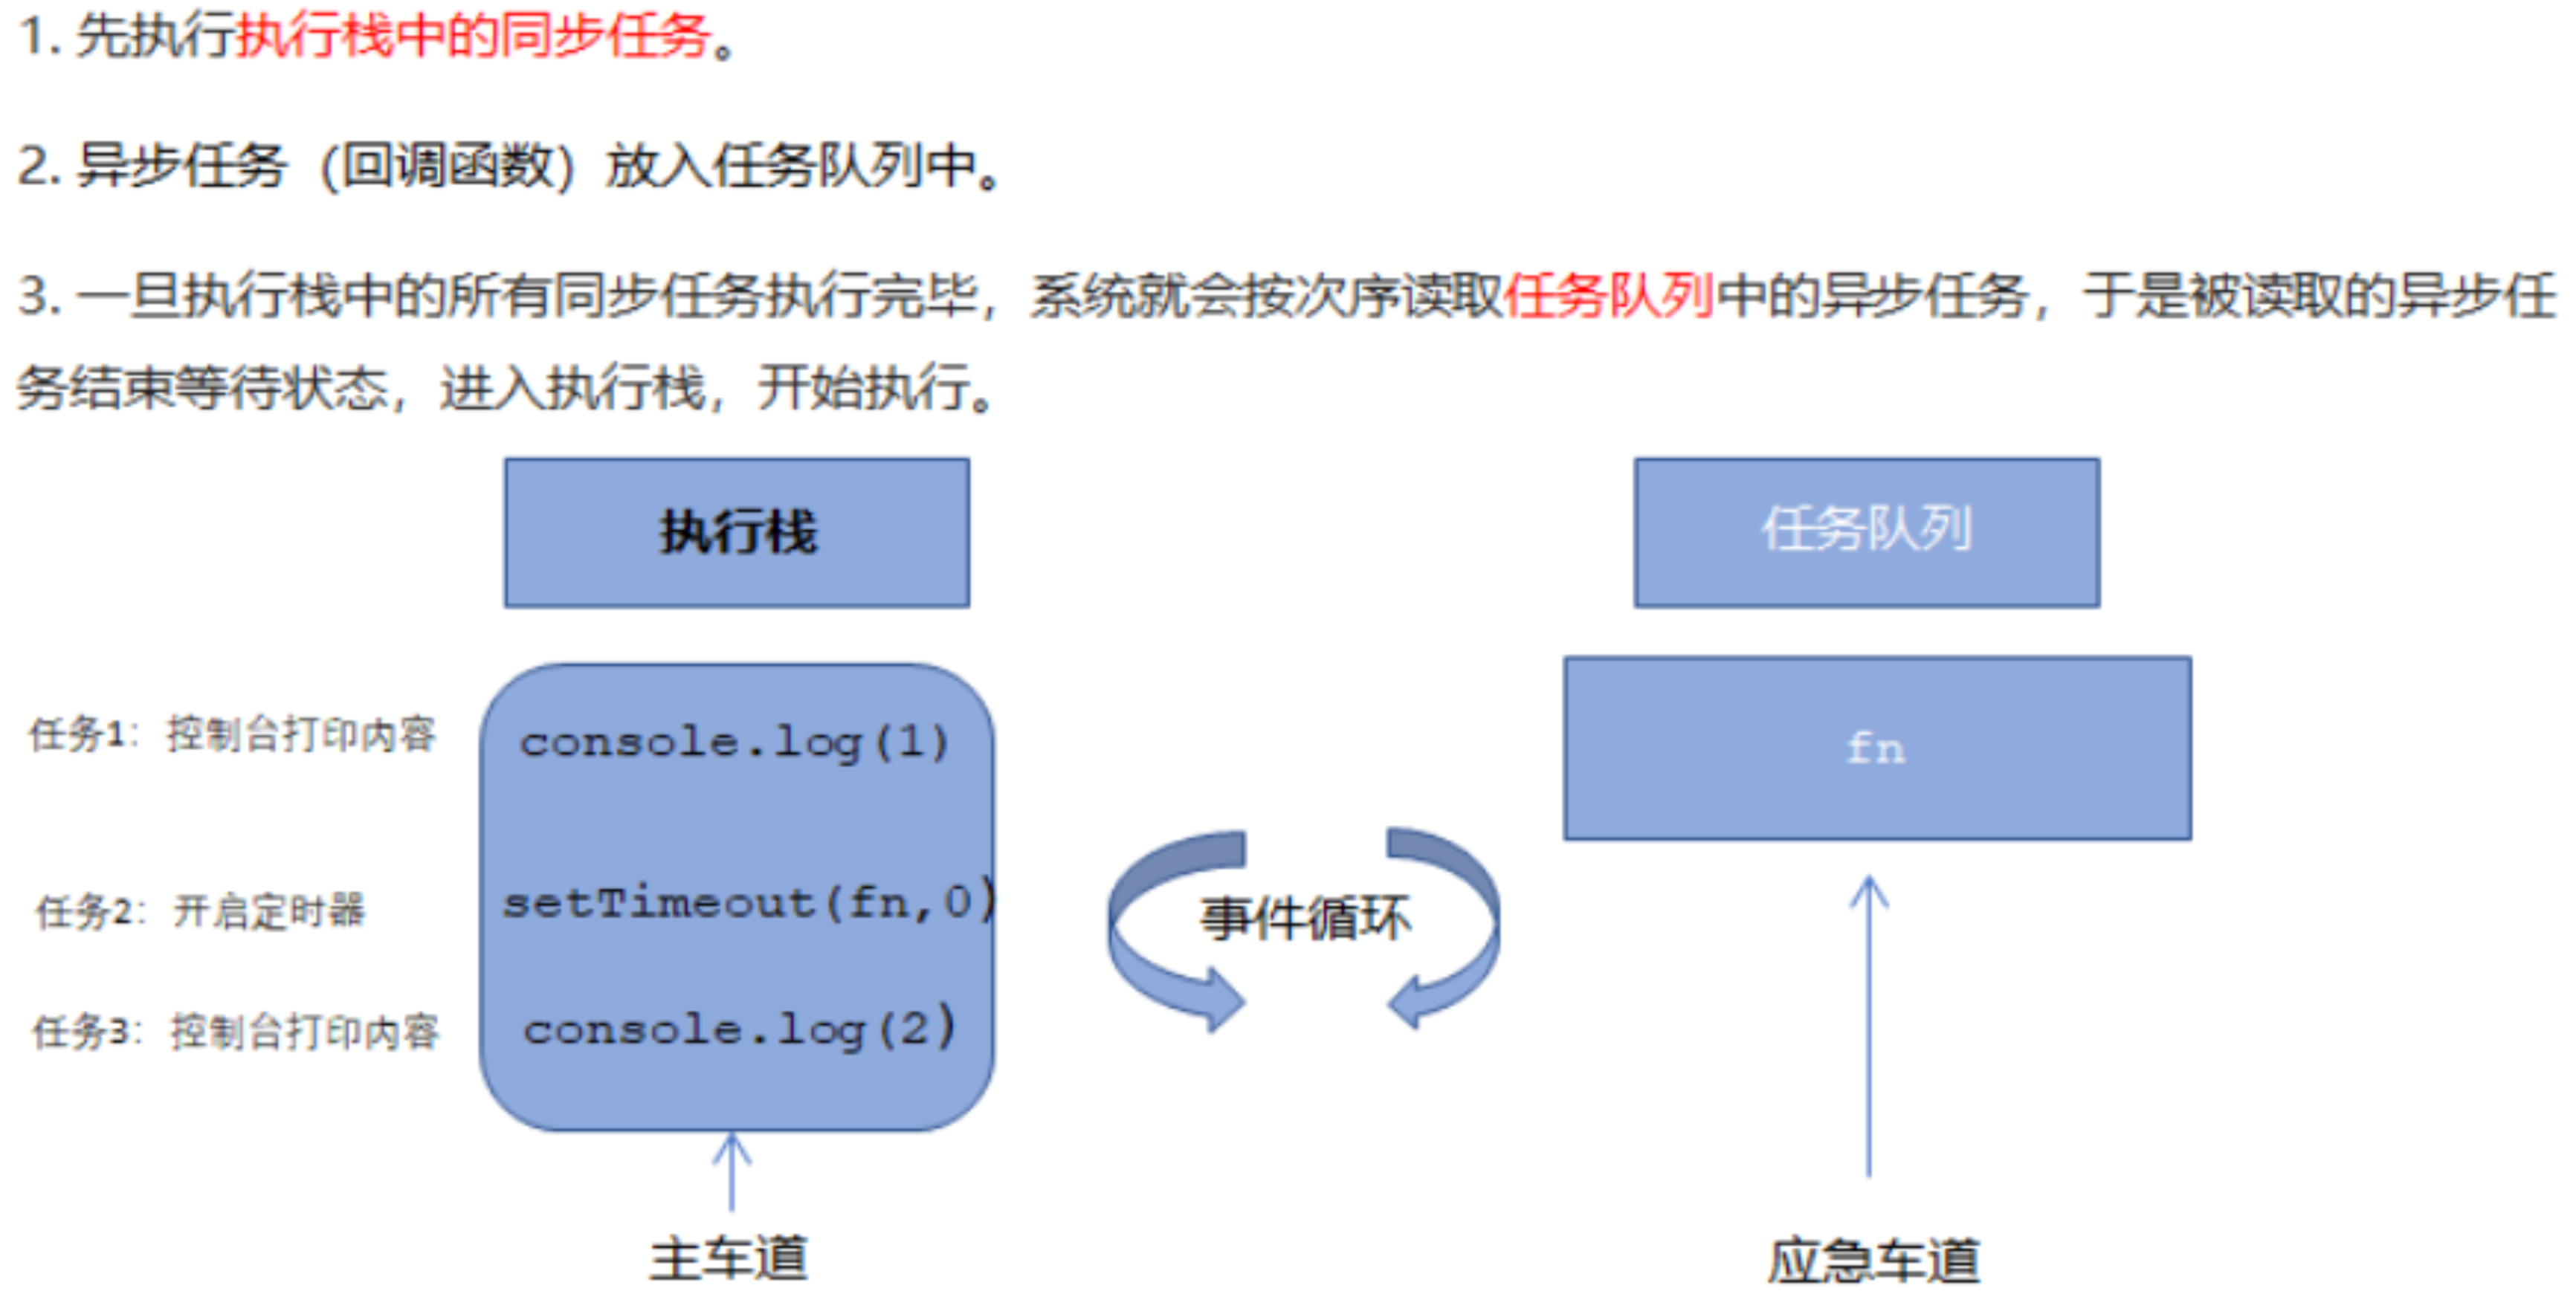 1. 先执行执行栈中的同步任务。
2. 异步任务（回调函数）放入任务队列中。
3. 一旦执行栈中的所有同步任务执行完毕，系统就会按次序读取任务队列中的异步任务，于是被读取的异步任
务结束等待状态，进入执行栈，开始执行。
执行栈
任务队列
任务1：控制台打印内容
console.log(1)
fn
任务2：开启定时器
setTimeout(fn,0)
事件循环
任务3：控制台打印内容
console.log(2)
主车道
应急车道